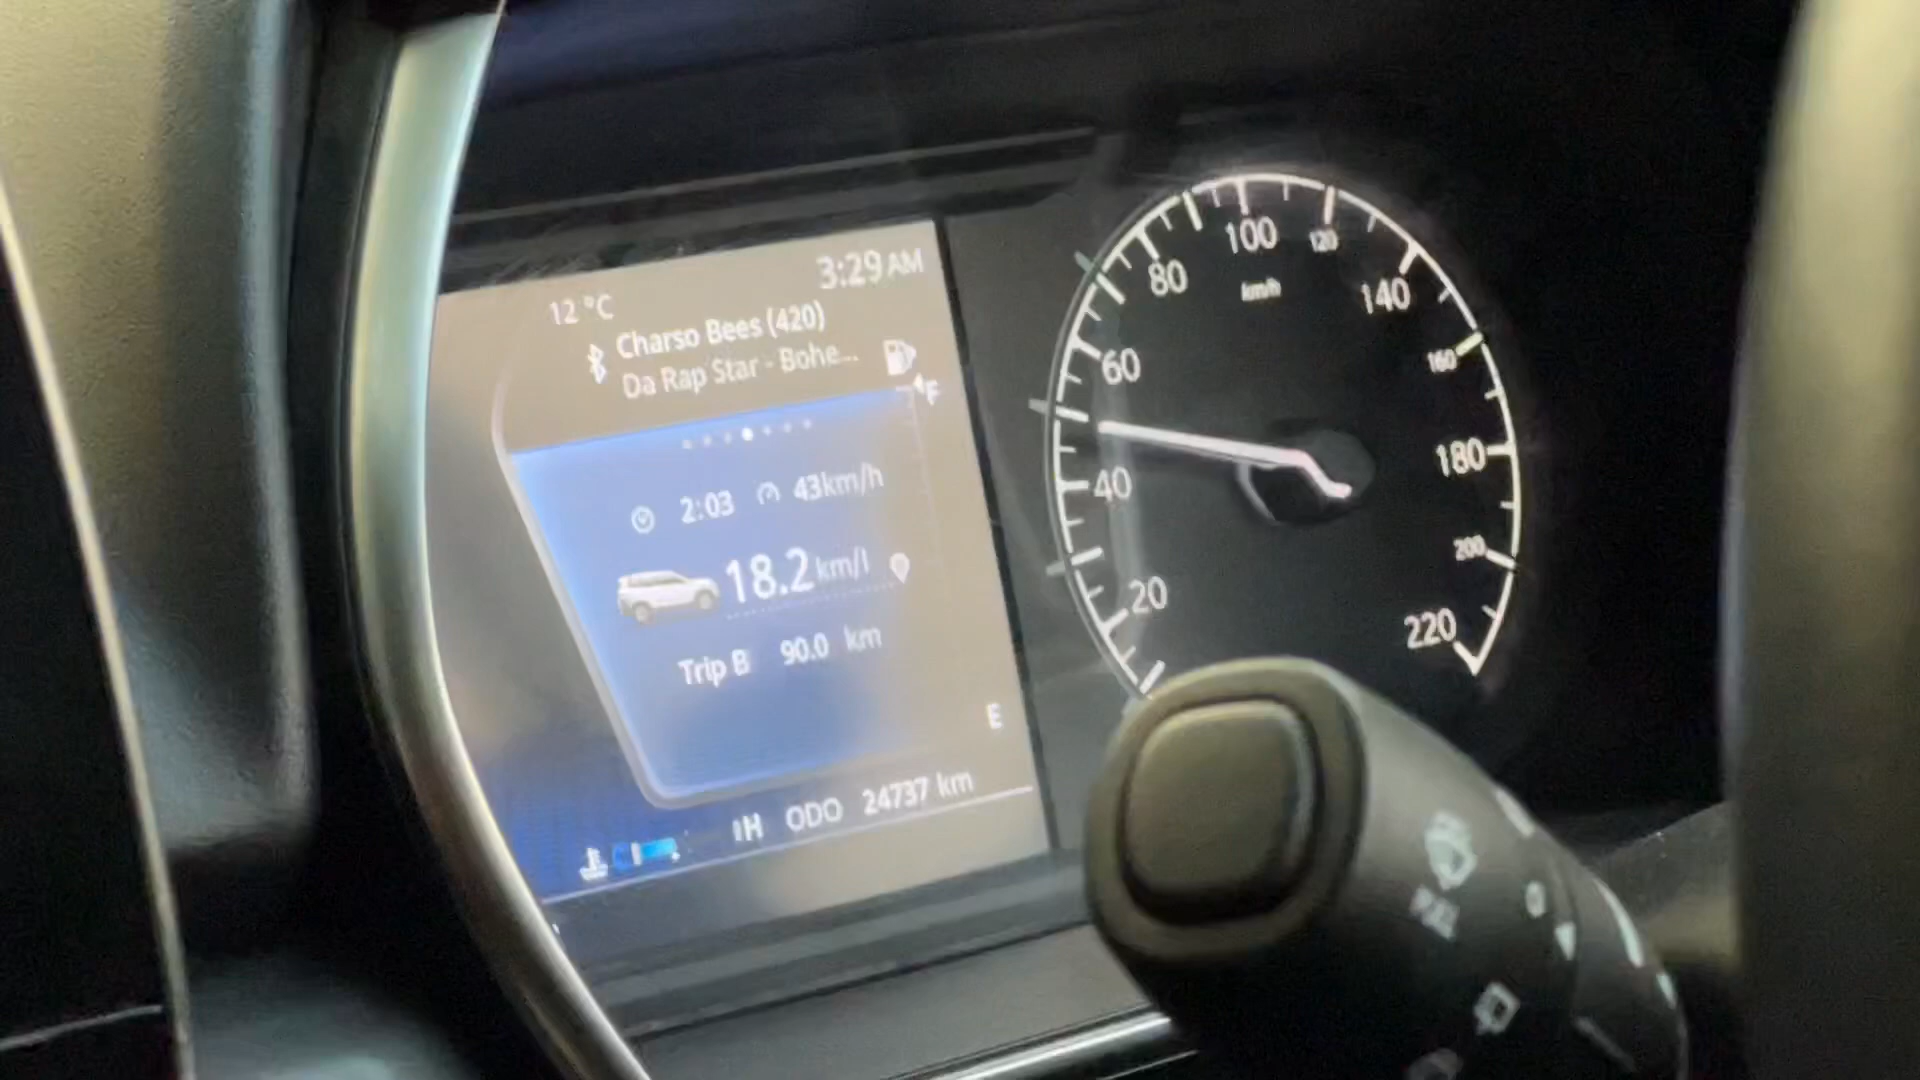 3:29 AM
12 °C
Charso Bees (420)
Da Rap Star - Bohe...
F
2:03 43km/h
18.2 km/l
Trip B 90.0 km
E
ODO 24737 km
100
120
80
km/h
140
60
160
40
180
20
200
220
PULL